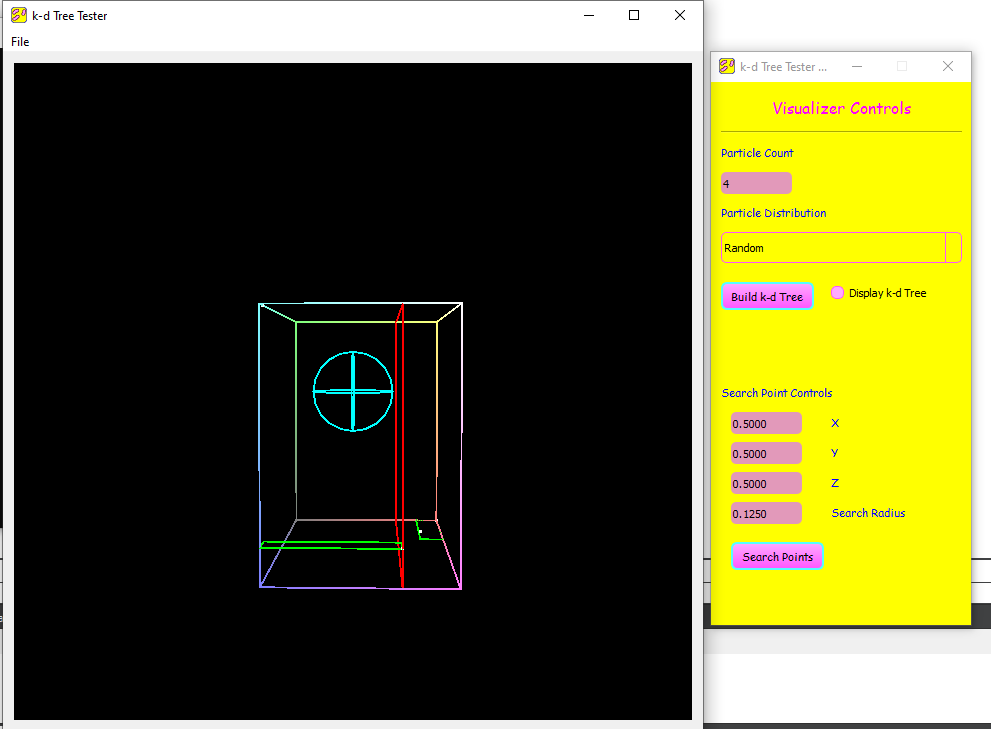 k-d Tree Tester
File
k-d Tree Tester ...
Visualizer Controls
Particle Count
4
Particle Distribution
Random
Build k-d Tree
Display k-d Tree
Search Point Controls
0.5000 X
0.5000 Y
0.5000 Z
0.1250 Search Radius
Search Points